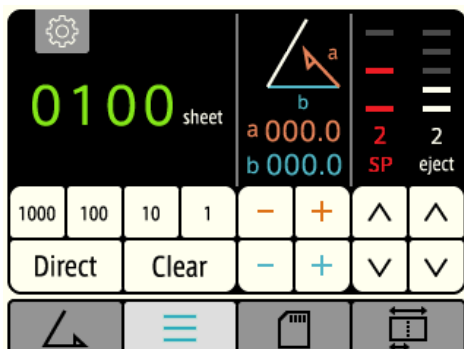 0100 sheet
a
b
a 000.0
b 000.0
2 2
SP eject
1000 100 10 1 - +
Direct Clear - +